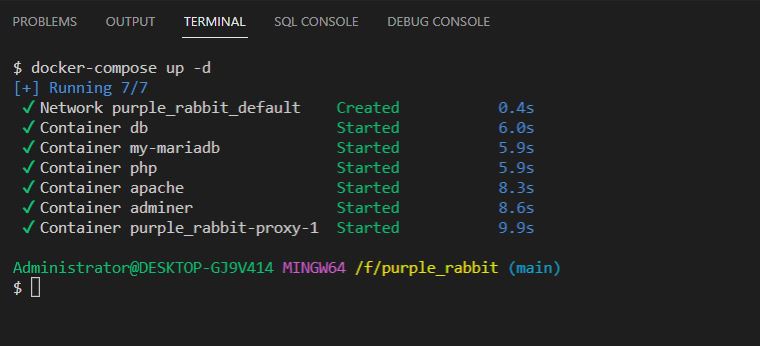 PROBLEMS OUTPUT TERMINAL SQL CONSOLE DEBUG CONSOLE
$ docker-compose up -d
[+] Running 7/7
✓ Network purple_rabbit_default Created 0.4s
✓ Container db Started 6.0s
✓ Container my-mariadb Started 5.9s
✓ Container php Started 5.9s
✓ Container apache Started 8.3s
✓ Container adminer Started 8.6s
✓ Container purple_rabbit-proxy-1 Started 9.9s
Administrator@DESKTOP-GJ9V414 MINGW64 /f/purple_rabbit (main)
$